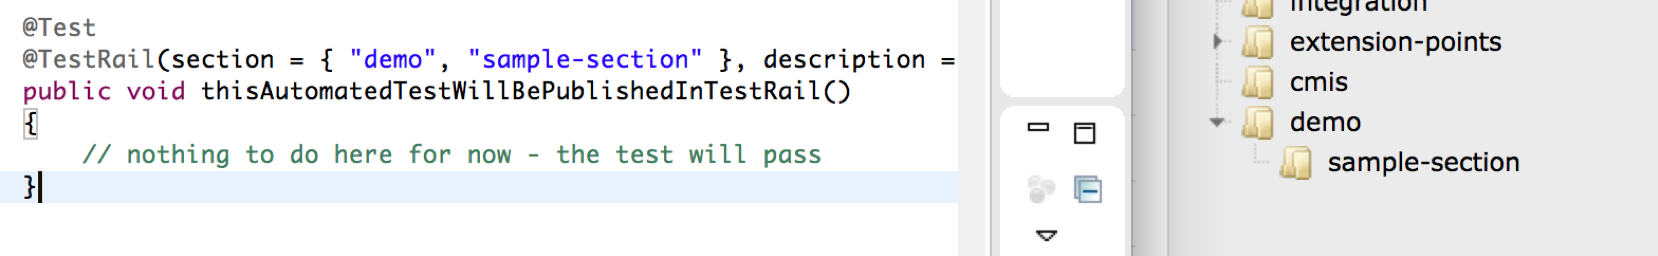 @Test
@TestRail(section = { "demo", "sample-section" }, description =
public void thisAutomatedTestWillBePublishedInTestRail()
{
// nothing to do here for now - the test will pass
}
integration
extension-points
cmis
demo
sample-section